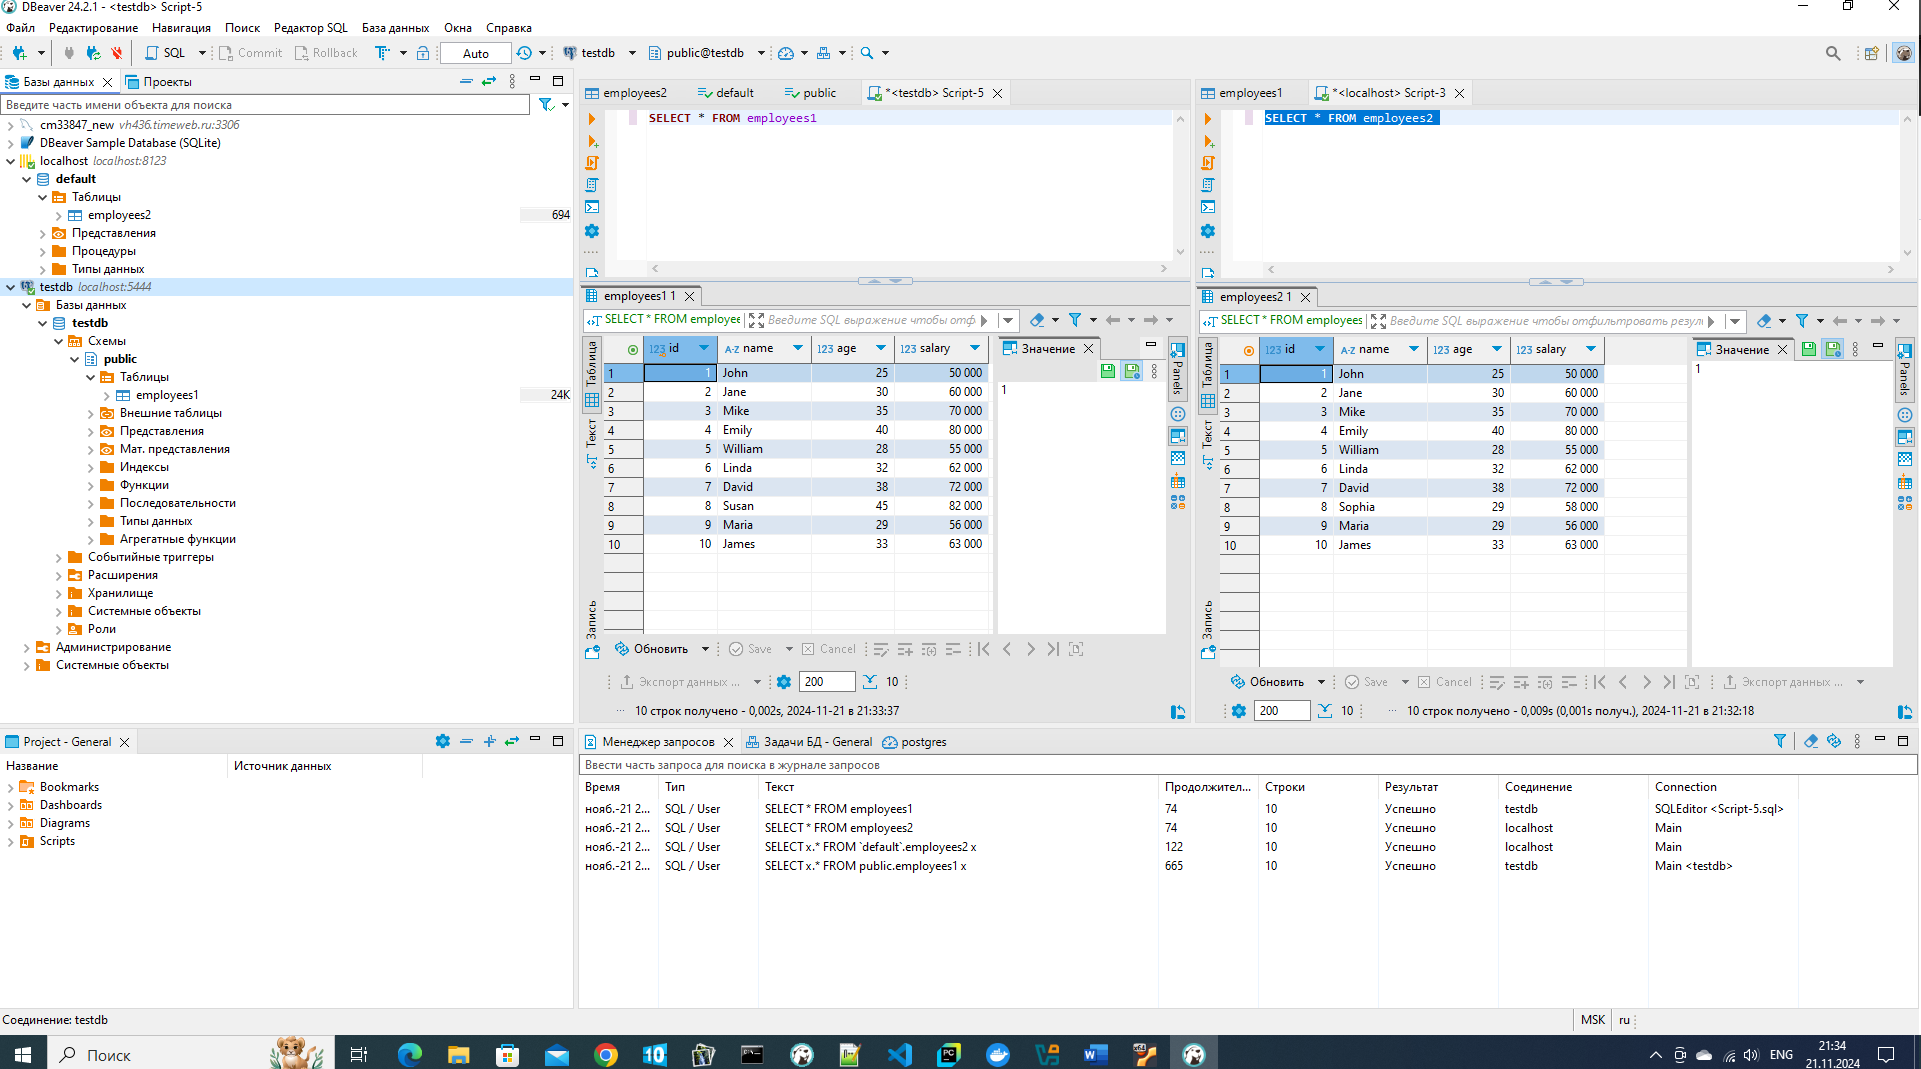 DBeaver 24.2.1 - <testdb> Script-5
Файл Редактирование Навигация Поиск Редактор SQL База данных Окна Справка
SQL Commit Rollback Auto testdb public@testdb
Базы данных Проекты
Введите часть имени объекта для поиска
cm33847_new vh436.timeweb.ru:3306
DBeaver Sample Database (SQLite)
localhost localhost:8123
default
Таблицы
employees2 694
Представления
Процедуры
Типы данных
testdb localhost:5444
Базы данных
testdb
Схемы
public
Таблицы
employees1 24K
Внешние таблицы
Представления
Мат. представления
Индексы
Функции
Последовательности
Типы данных
Агрегатные функции
Событийные триггеры
Расширения
Хранилище
Системные объекты
Роли
Администрирование
Системные объекты
employees2 default public *<testdb> Script-5
SELECT * FROM employees1
employees1 1
SELECT * FROM employee Введите SQL выражение чтобы отф
Таблица
Текст
Запись
123 id A-Z name 123 age 123 salary
1 1 John 25 50 000
2 2 Jane 30 60 000
3 3 Mike 35 70 000
4 4 Emily 40 80 000
5 5 William 28 55 000
6 6 Linda 32 62 000
7 7 David 38 72 000
8 8 Susan 45 82 000
9 9 Maria 29 56 000
10 10 James 33 63 000
Значение
1
Panels
Обновить Save Cancel
Экспорт данных ... 200 10
10 строк получено - 0,002s, 2024-11-21 в 21:33:37
employees1 *<localhost> Script-3
SELECT * FROM employees2
employees2 1
SELECT * FROM employees Введите SQL выражение чтобы отфильтровать резул
Таблица
Текст
Запись
123 id A-Z name 123 age 123 salary
1 1 John 25 50 000
2 2 Jane 30 60 000
3 3 Mike 35 70 000
4 4 Emily 40 80 000
5 5 William 28 55 000
6 6 Linda 32 62 000
7 7 David 38 72 000
8 8 Sophia 29 58 000
9 9 Maria 29 56 000
10 10 James 33 63 000
Значение
1
Panels
Обновить Save Cancel Экспорт данных ...
200 10 10 строк получено - 0,009s (0,001s получ.), 2024-11-21 в 21:32:18
Project - General
Название Источник данных
Bookmarks
Dashboards
Diagrams
Scripts
Менеджер запросов Задачи БД - General postgres
Ввести часть запроса для поиска в журнале запросов
Время Тип Текст Продолжител... Строки Результат Соединение Connection
нояб.-21 2... SQL / User SELECT * FROM employees1 74 10 Успешно testdb SQLEditor <Script-5.sql>
нояб.-21 2... SQL / User SELECT * FROM employees2 74 10 Успешно localhost Main
нояб.-21 2... SQL / User SELECT x.* FROM `default`.employees2 x 122 10 Успешно localhost Main
нояб.-21 2... SQL / User SELECT x.* FROM public.employees1 x 665 10 Успешно testdb Main <testdb>
Соединение: testdb MSK ru
Поиск ENG 21:34
21.11.2024